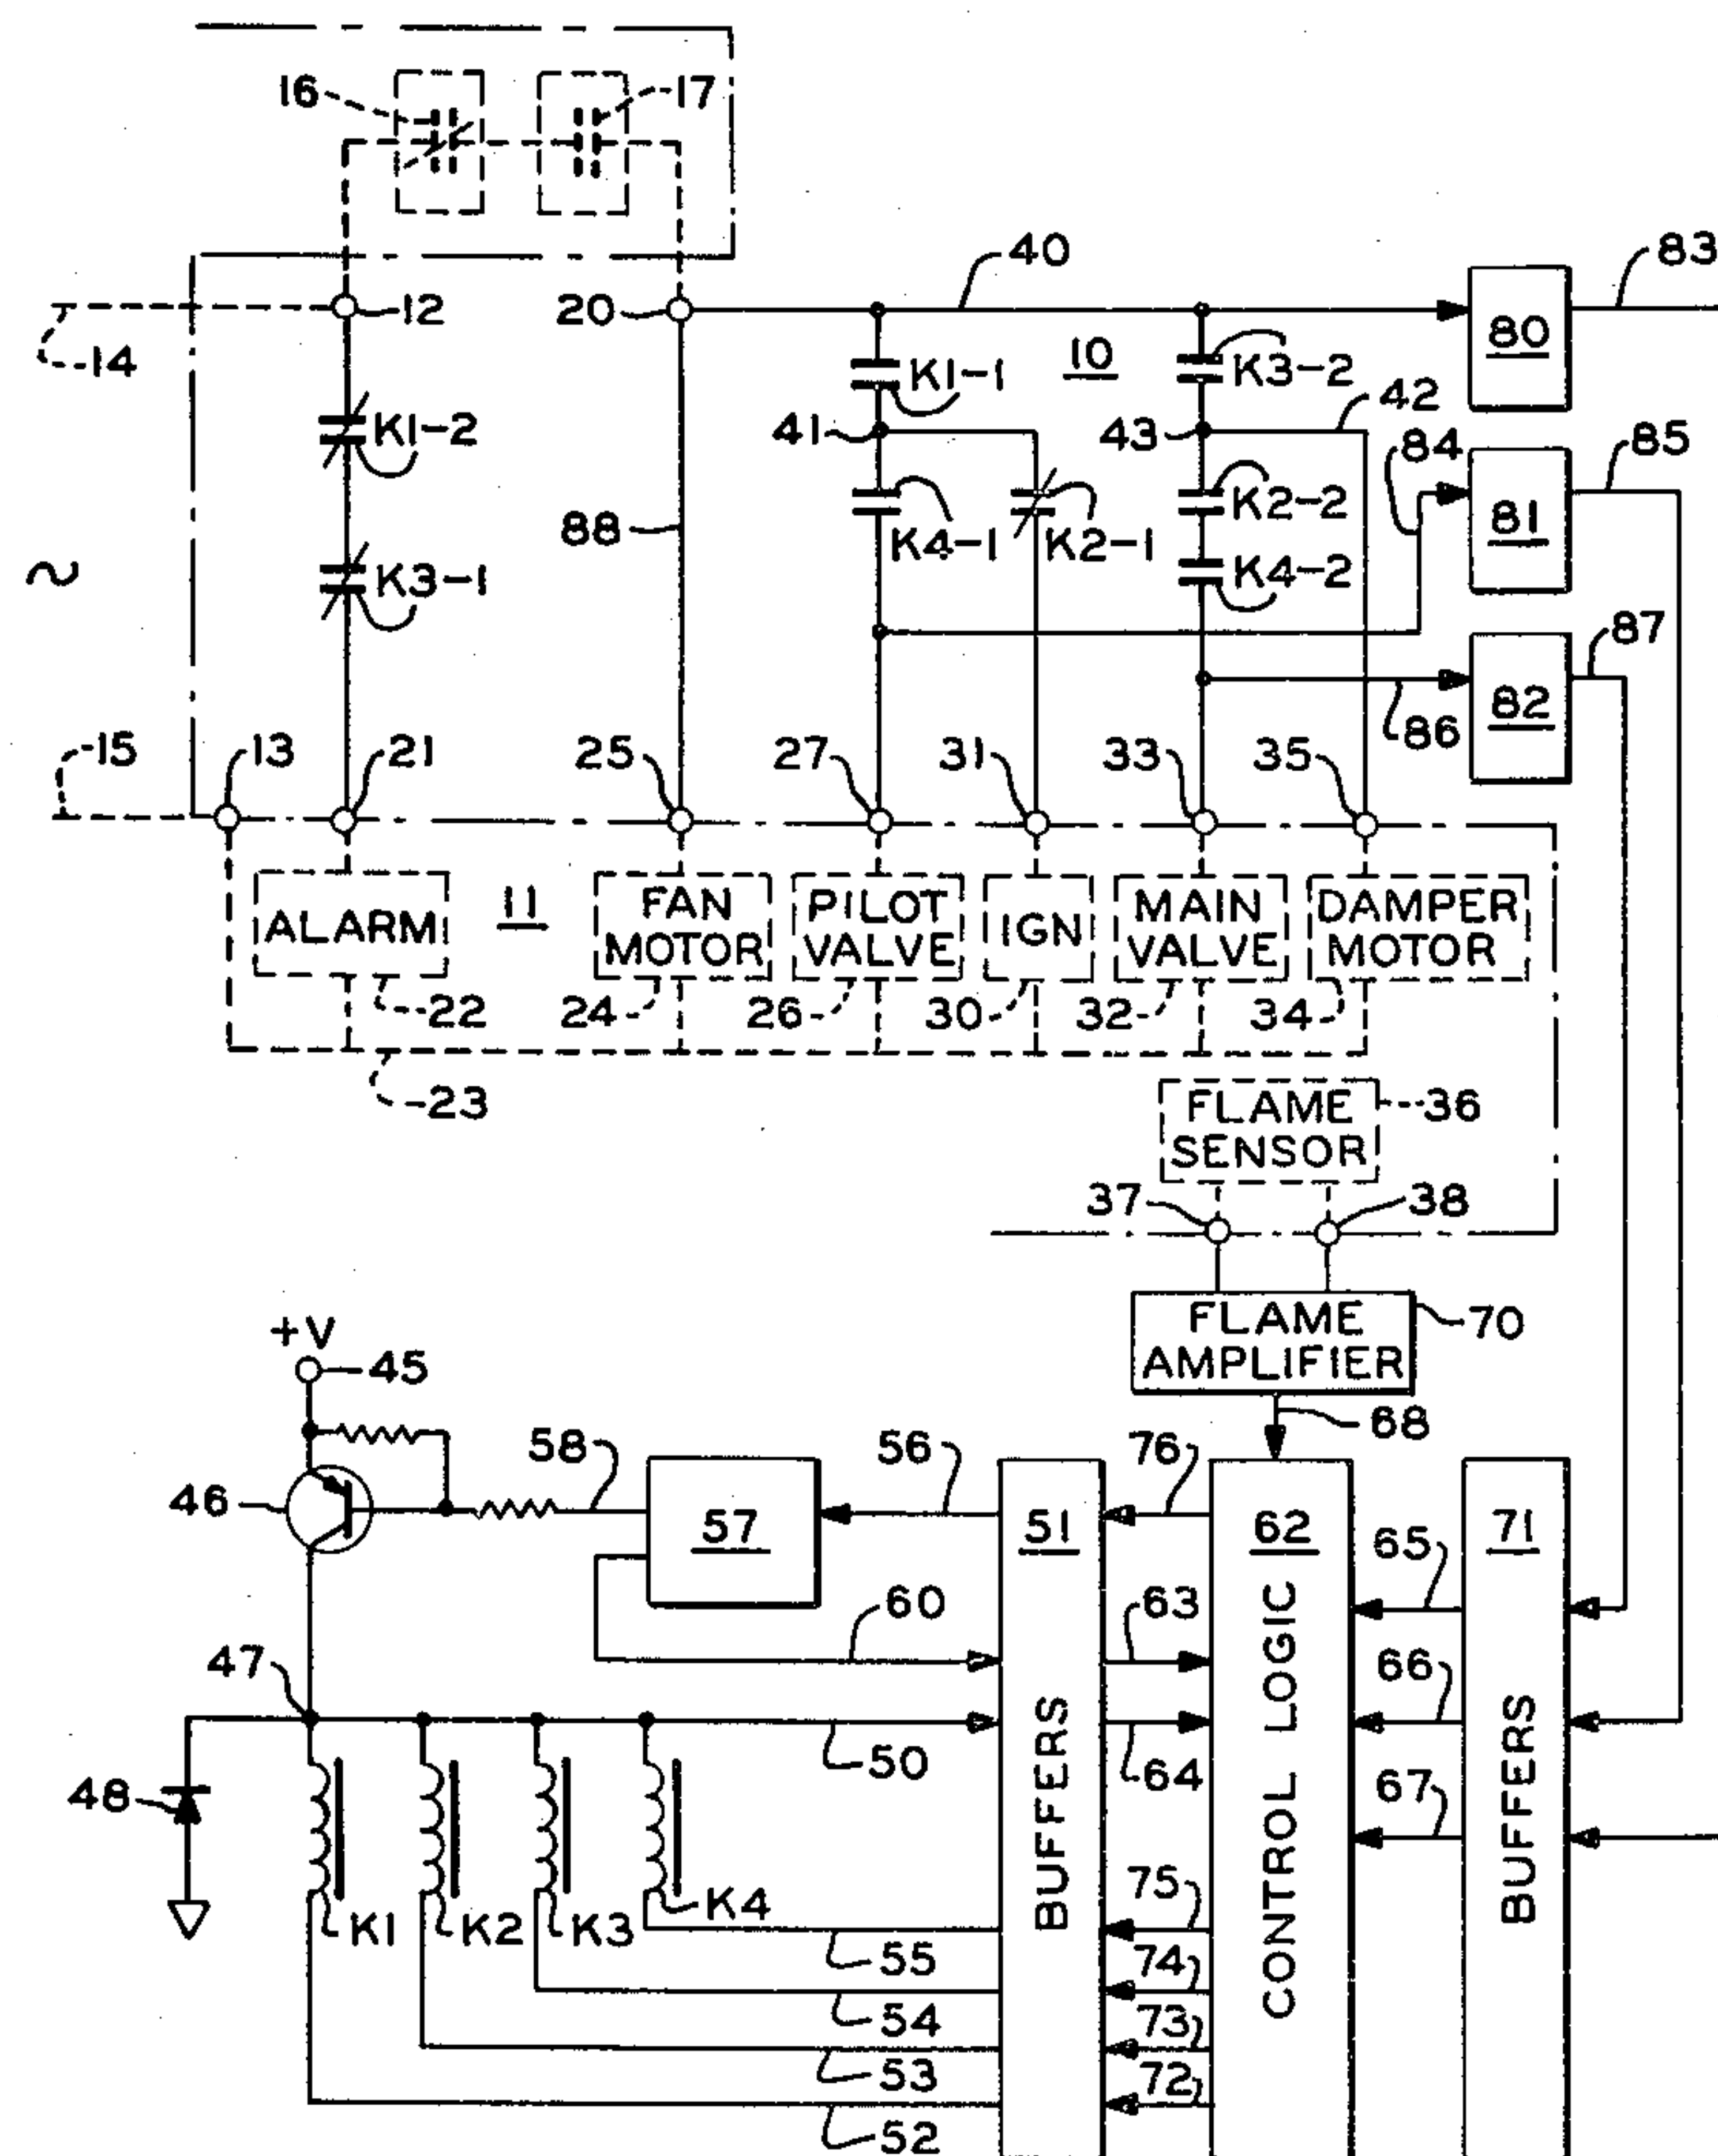 16
17
40
83
12
20
10
80
14
K1-1
K3-2
42
K1-2
41
43
84
85
88
K4-1
K2-1
K2-2
81
K3-1
K4-2
87
82
86
~
15
13
21
25
27
31
33
35
ALARM
11
FAN
MOTOR
PILOT
VALVE
IGN
MAIN
VALVE
DAMPER
MOTOR
22
24
26
30
32
34
23
FLAME
SENSOR
36
37
38
FLAME
AMPLIFIER
70
+V
45
68
58
56
76
46
57
51
62
71
65
60
63
47
66
50
64
67
48
BUFFERS
CONTROL LOGIC
BUFFERS
K1
K2
K3
K4
75
55
74
54
73
53
72
52